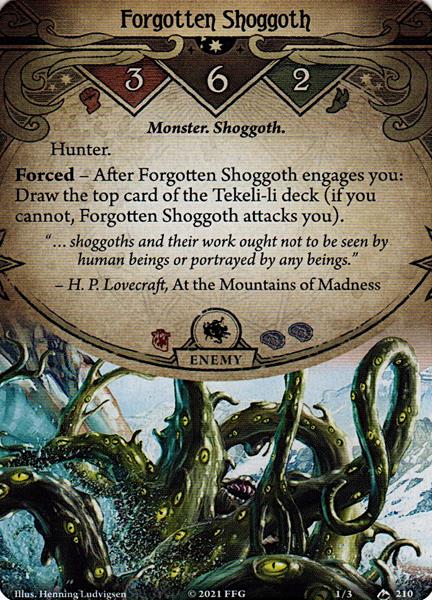 Forgotten Shoggoth
3 6 2
Monster. Shoggoth.
Hunter.
Forced – After Forgotten Shoggoth engages you:
Draw the top card of the Tekeli-li deck (if you
cannot, Forgotten Shoggoth attacks you).
“… shoggoths and their work ought not to be seen by
human beings or portrayed by any beings.”
– H. P. Lovecraft, At the Mountains of Madness
ENEMY
Illus. Henning Ludvigsen © 2021 FFG 1/3 210